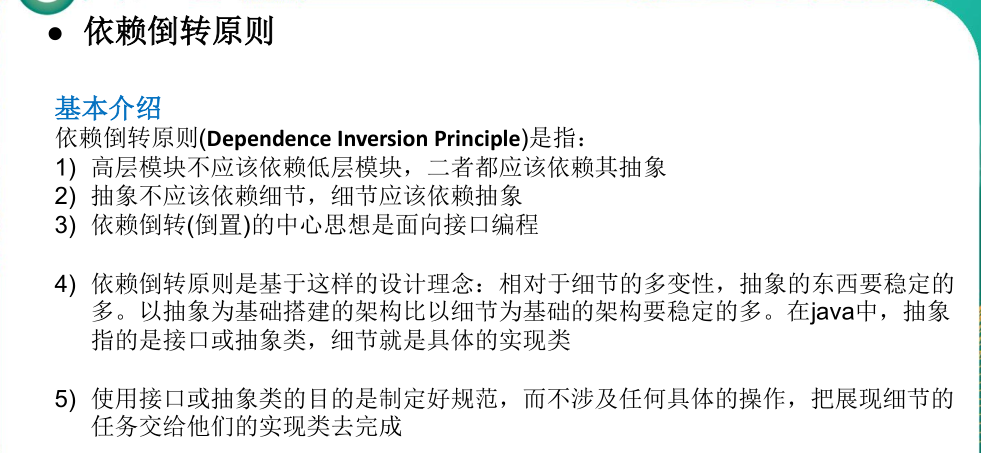 ● 依赖倒转原则
基本介绍
依赖倒转原则(Dependence Inversion Principle)是指：
1) 高层模块不应该依赖低层模块，二者都应该依赖其抽象
2) 抽象不应该依赖细节，细节应该依赖抽象
3) 依赖倒转(倒置)的中心思想是面向接口编程
4) 依赖倒转原则是基于这样的设计理念：相对于细节的多变性，抽象的东西要稳定的
多。以抽象为基础搭建的架构比以细节为基础的架构要稳定的多。在java中，抽象
指的是接口或抽象类，细节就是具体的实现类
5) 使用接口或抽象类的目的是制定好规范，而不涉及任何具体的操作，把展现细节的
任务交给他们的实现类去完成